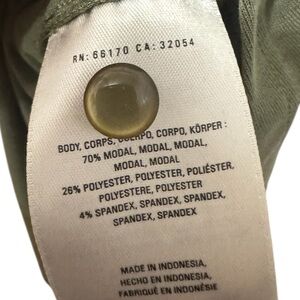 RN: 66170 CA: 32054
BODY, CORPS, CUERPO, CORPO, KÖRPER :
70% MODAL, MODAL, MODAL,
MODAL, MODAL
26% POLYESTER, POLYESTER, POLIÉSTER,
POLYESTERE, POLYESTER
4% SPANDEX, SPANDEX, SPANDEX,
SPANDEX, SPANDEX
MADE IN INDONESIA,
HECHO EN INDONESIA,
FABRIQUÉ EN INDONÉSIE